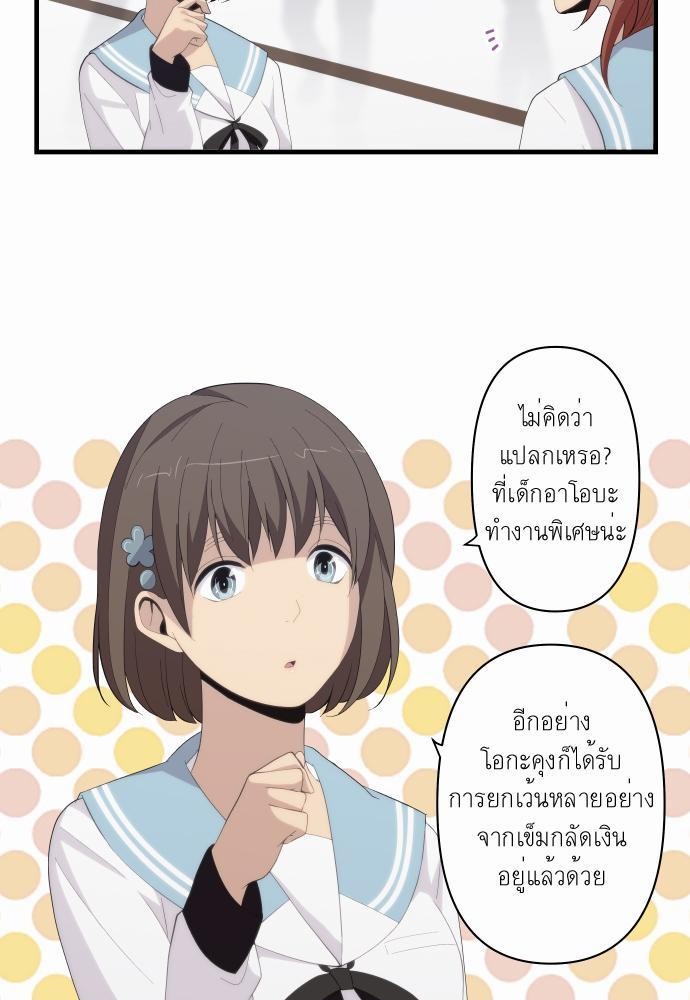 ไม่คิดว่า
แปลกเหรอ?
ที่เด็กอาโอบะ
ทำงานพิเศษน่ะ
อีกอย่าง
โอกะคุงก็ได้รับ
การยกเว้นหลายอย่าง
จากเข็มกลัดเงิน
อยู่แล้วด้วย